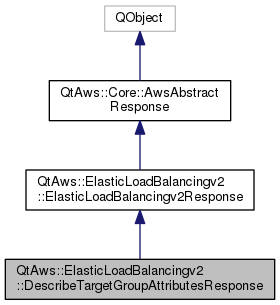 QObject
QtAws::Core::AwsAbstract
Response
QtAws::ElasticLoadBalancingv2
::ElasticLoadBalancingv2Response
QtAws::ElasticLoadBalancingv2
::DescribeTargetGroupAttributesResponse